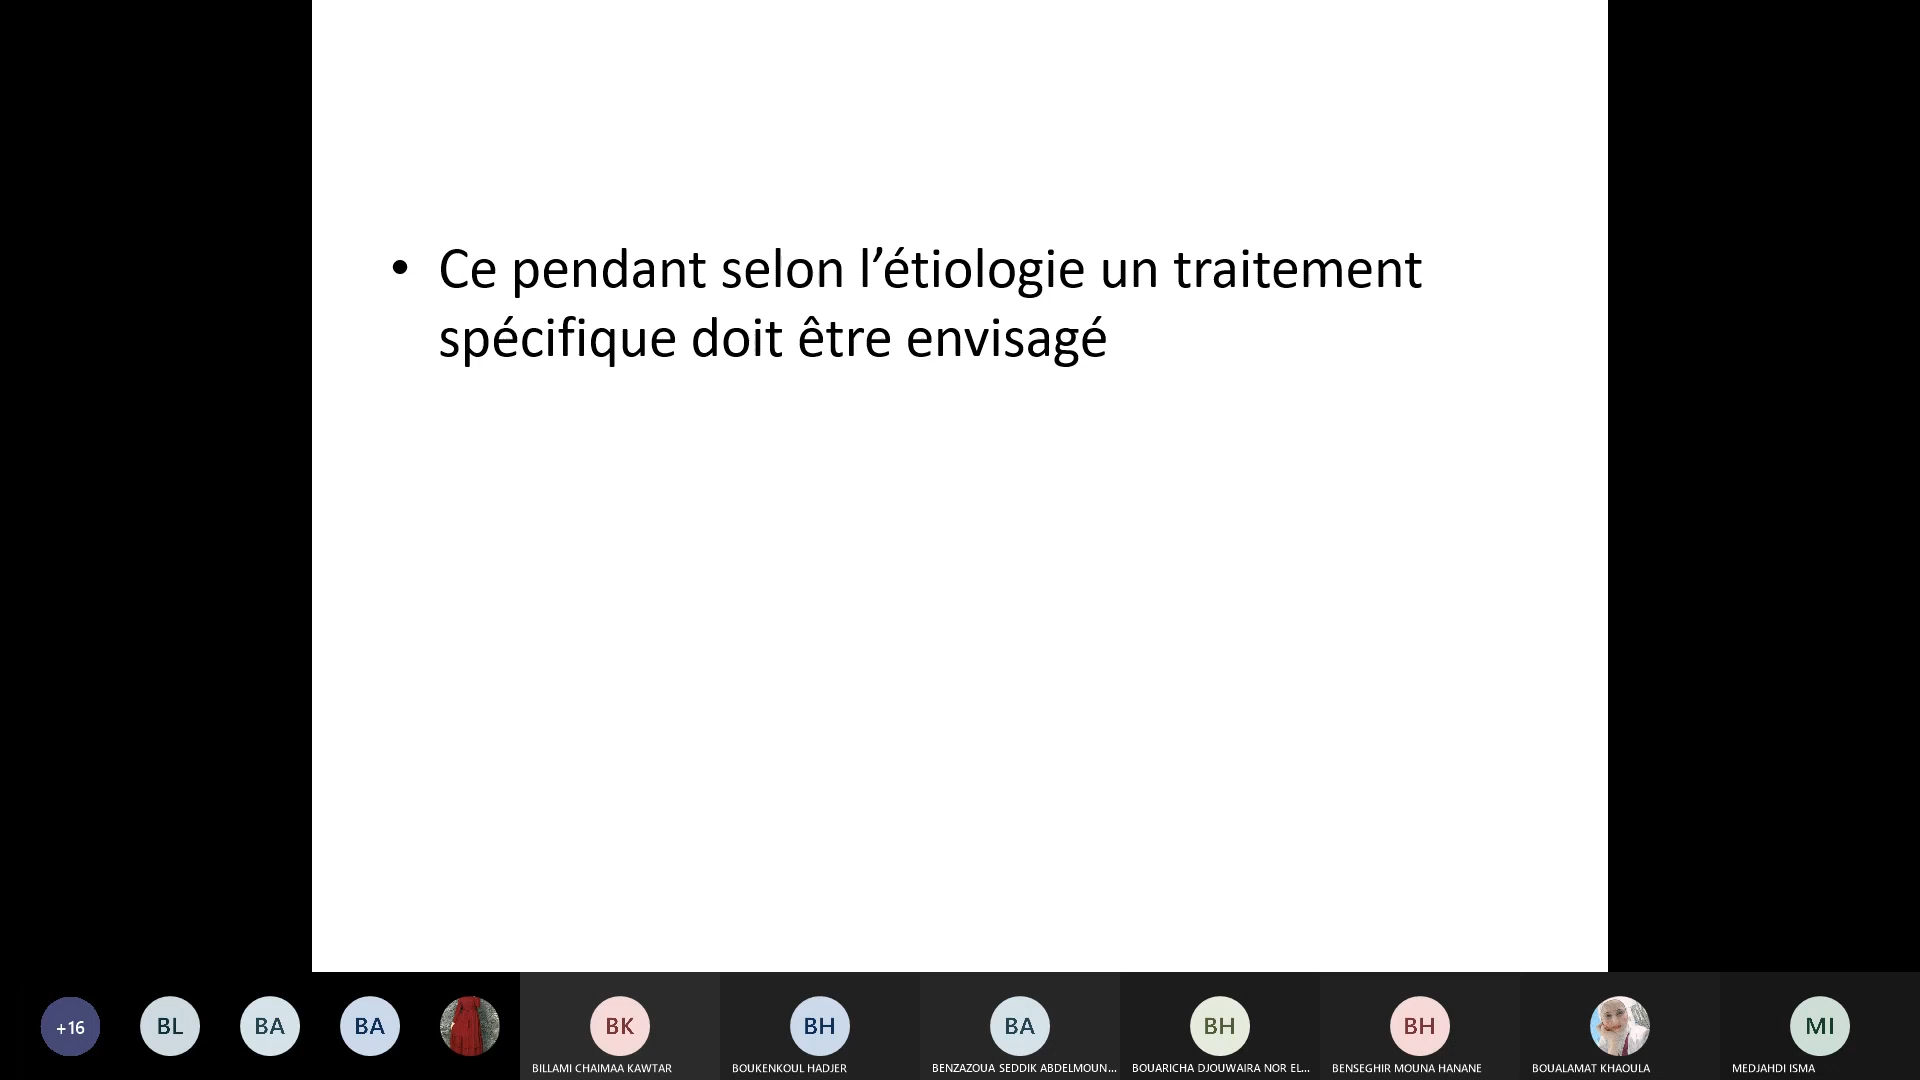 • Ce pendant selon l’étiologie un traitement
spécifique doit être envisagé
+16
BL
BA
BA
BK
BH
BA
BH
BH
MI
BILLAMI CHAIMAA KAWTAR
BOUKENKOUL HADJER
BENZAZOUA SEDDIK ABDELMOUN...
BOUARICHA DJOUWAIRA NOR EL...
BENSEGHIR MOUNA HANANE
BOUALAMAT KHAOULA
MEDJAHDI ISMA